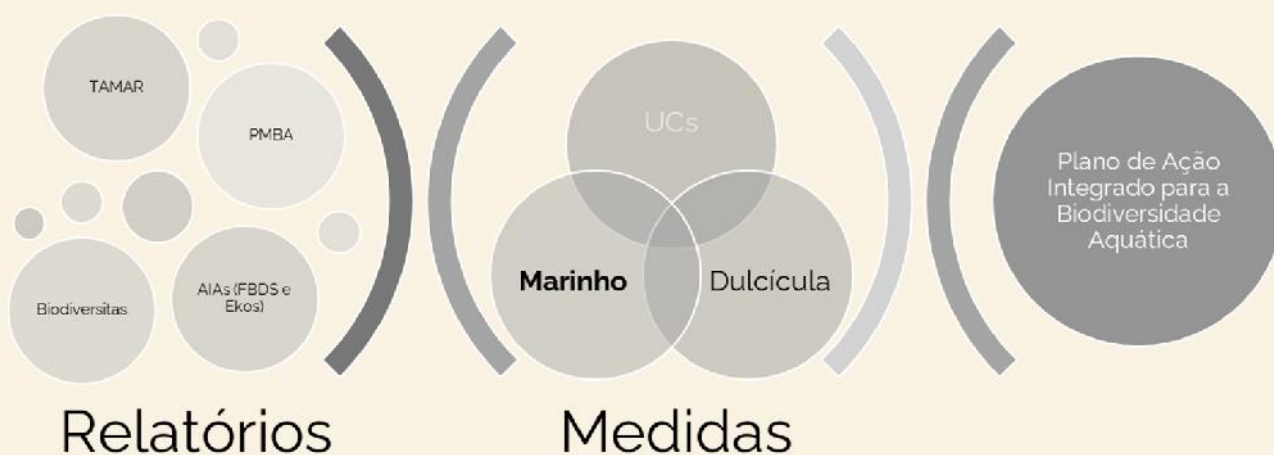 TAMAR
PMBA
Biodiversitas
AIAs (FBDS e
Ekos)
Relatórios
UCs
Marinho
Dulcícula
Medidas
Plano de Ação
Integrado para a
Biodiversidade
Aquática